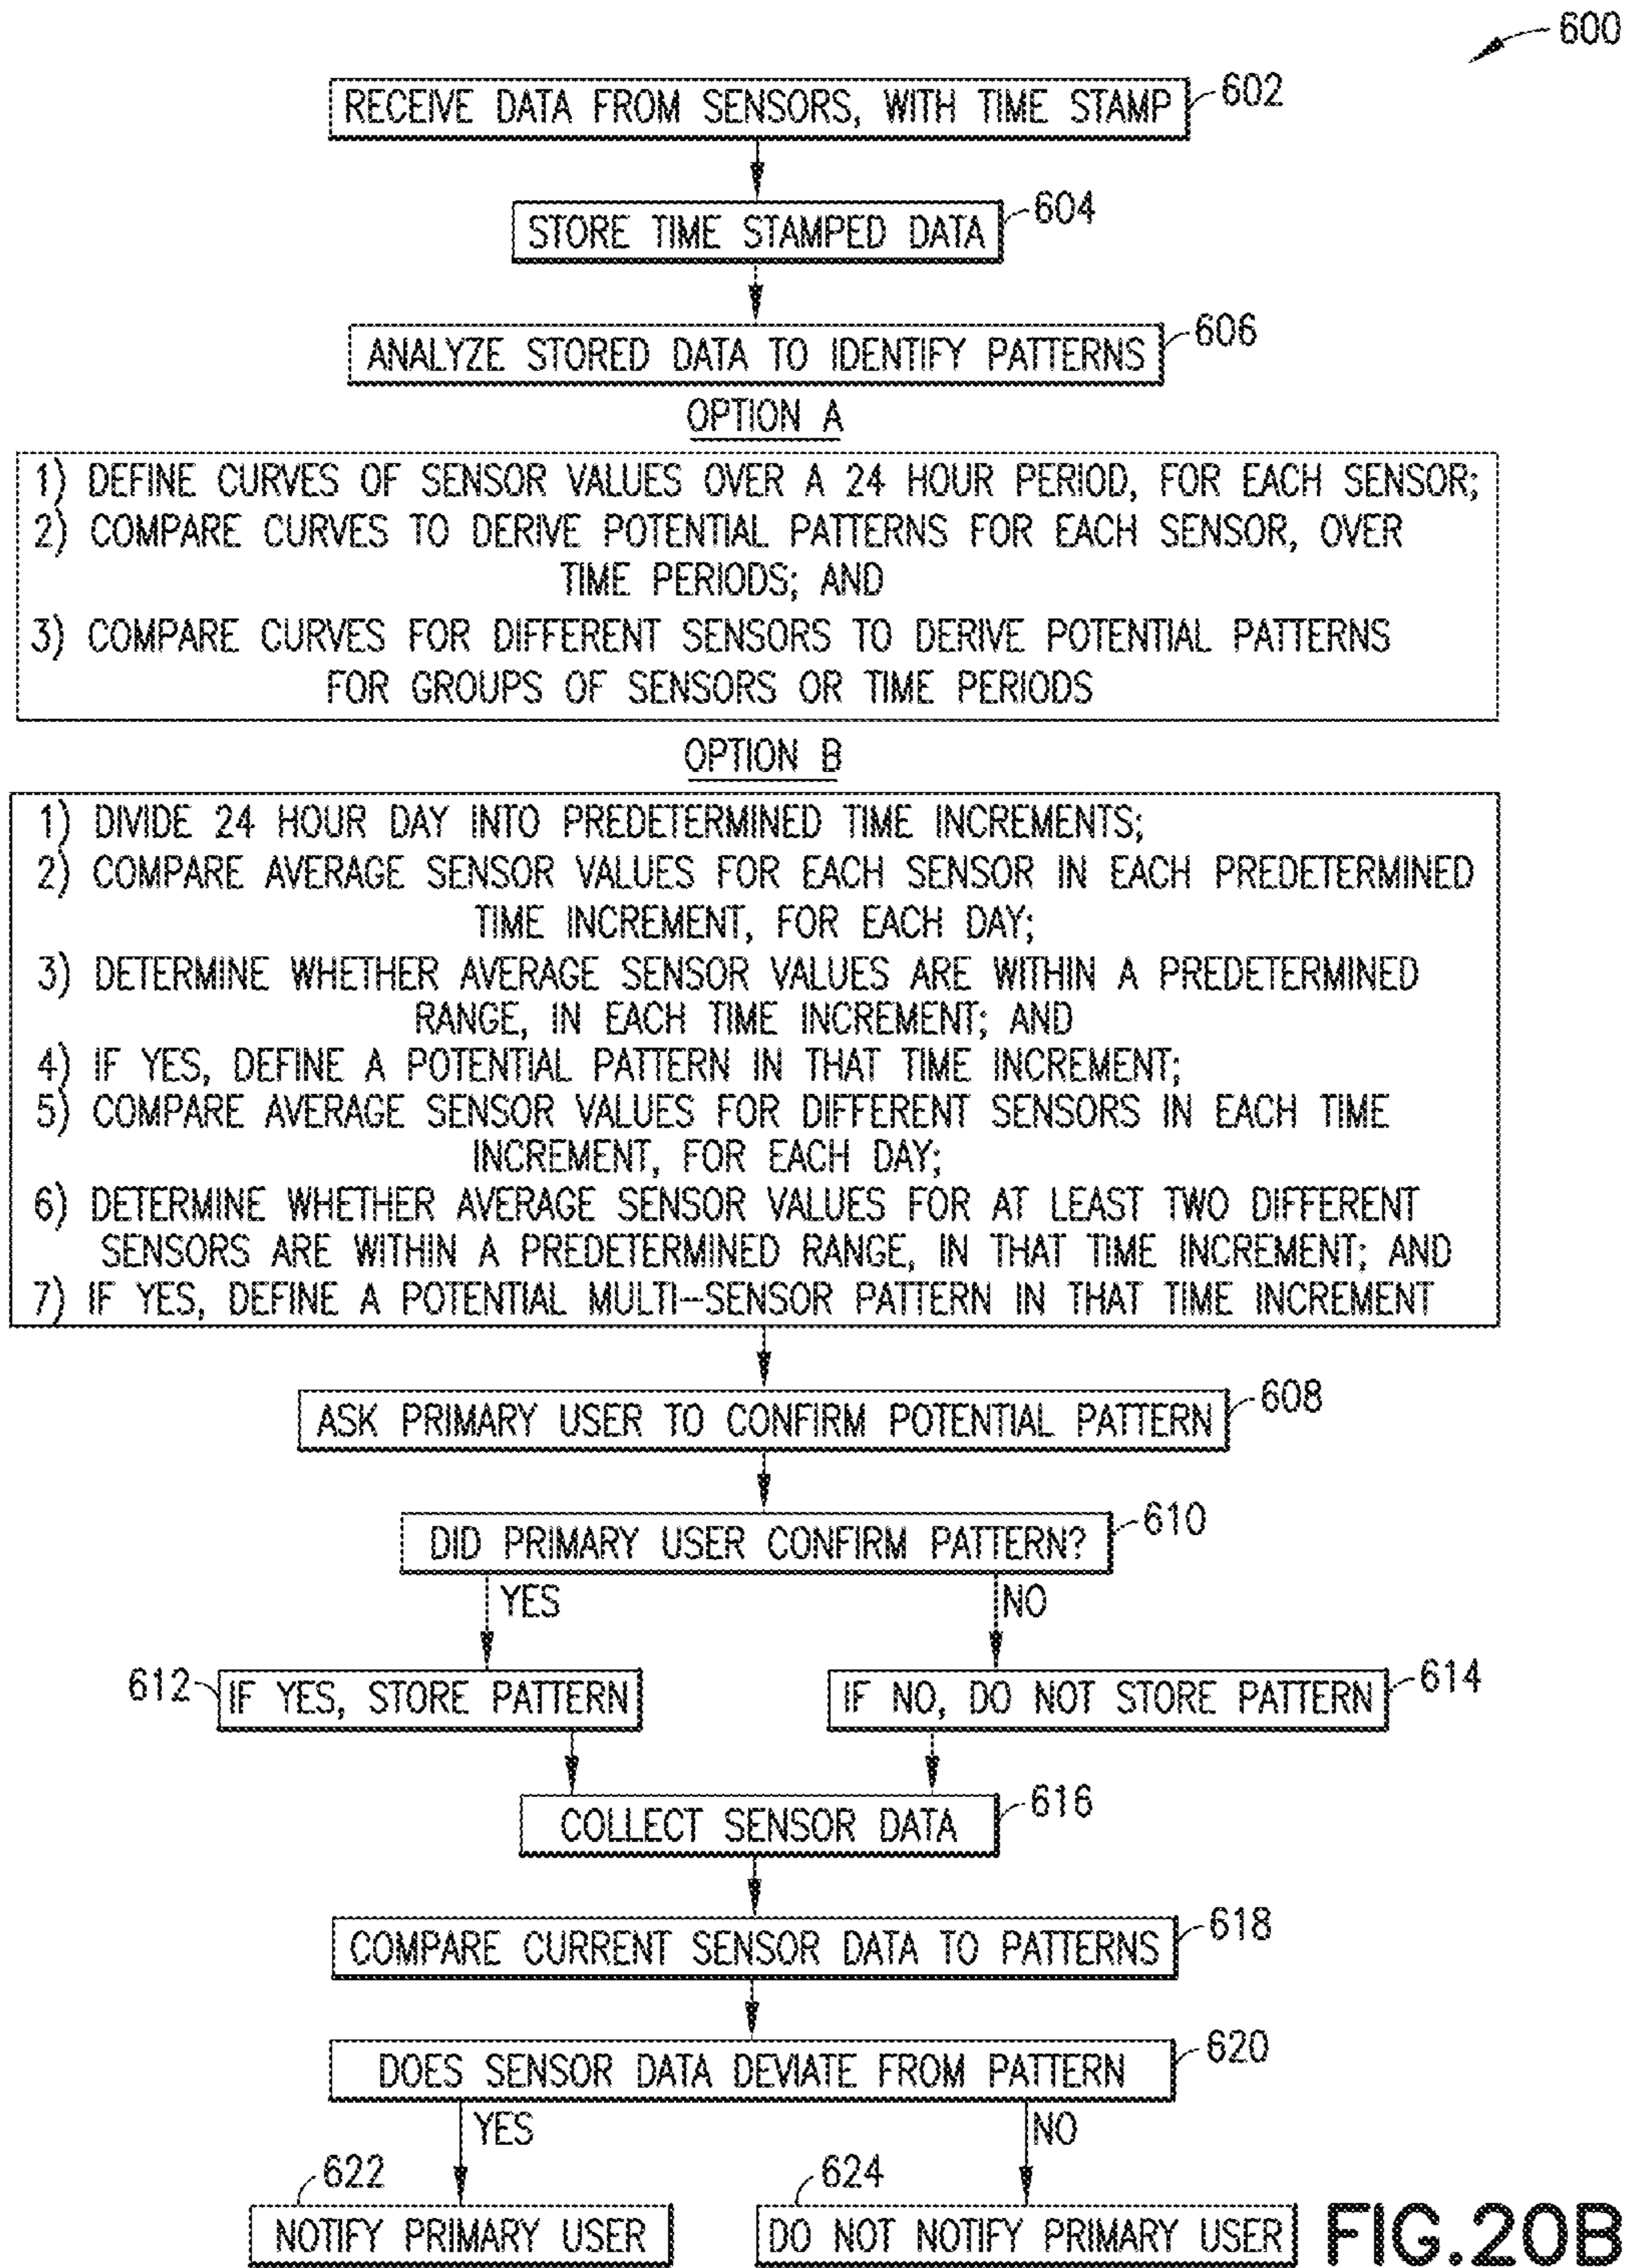 600
RECEIVE DATA FROM SENSORS, WITH TIME STAMP
602
STORE TIME STAMPED DATA
604
ANALYZE STORED DATA TO IDENTIFY PATTERNS
606
OPTION A
1) DEFINE CURVES OF SENSOR VALUES OVER A 24 HOUR PERIOD, FOR EACH SENSOR;
2) COMPARE CURVES TO DERIVE POTENTIAL PATTERNS FOR EACH SENSOR, OVER
TIME PERIODS; AND
3) COMPARE CURVES FOR DIFFERENT SENSORS TO DERIVE POTENTIAL PATTERNS
FOR GROUPS OF SENSORS OR TIME PERIODS
OPTION B
1) DIVIDE 24 HOUR DAY INTO PREDETERMINED TIME INCREMENTS;
2) COMPARE AVERAGE SENSOR VALUES FOR EACH SENSOR IN EACH PREDETERMINED
TIME INCREMENT, FOR EACH DAY;
3) DETERMINE WHETHER AVERAGE SENSOR VALUES ARE WITHIN A PREDETERMINED
RANGE, IN EACH TIME INCREMENT; AND
4) IF YES, DEFINE A POTENTIAL PATTERN IN THAT TIME INCREMENT;
5) COMPARE AVERAGE SENSOR VALUES FOR DIFFERENT SENSORS IN EACH TIME
INCREMENT, FOR EACH DAY;
6) DETERMINE WHETHER AVERAGE SENSOR VALUES FOR AT LEAST TWO DIFFERENT
SENSORS ARE WITHIN A PREDETERMINED RANGE, IN THAT TIME INCREMENT; AND
7) IF YES, DEFINE A POTENTIAL MULTI-SENSOR PATTERN IN THAT TIME INCREMENT
ASK PRIMARY USER TO CONFIRM POTENTIAL PATTERN
608
DID PRIMARY USER CONFIRM PATTERN?
610
YES
NO
612
IF YES, STORE PATTERN
IF NO, DO NOT STORE PATTERN
614
COLLECT SENSOR DATA
616
COMPARE CURRENT SENSOR DATA TO PATTERNS
618
DOES SENSOR DATA DEVIATE FROM PATTERN
620
YES
NO
622
624
NOTIFY PRIMARY USER
DO NOT NOTIFY PRIMARY USER
FIG.20B